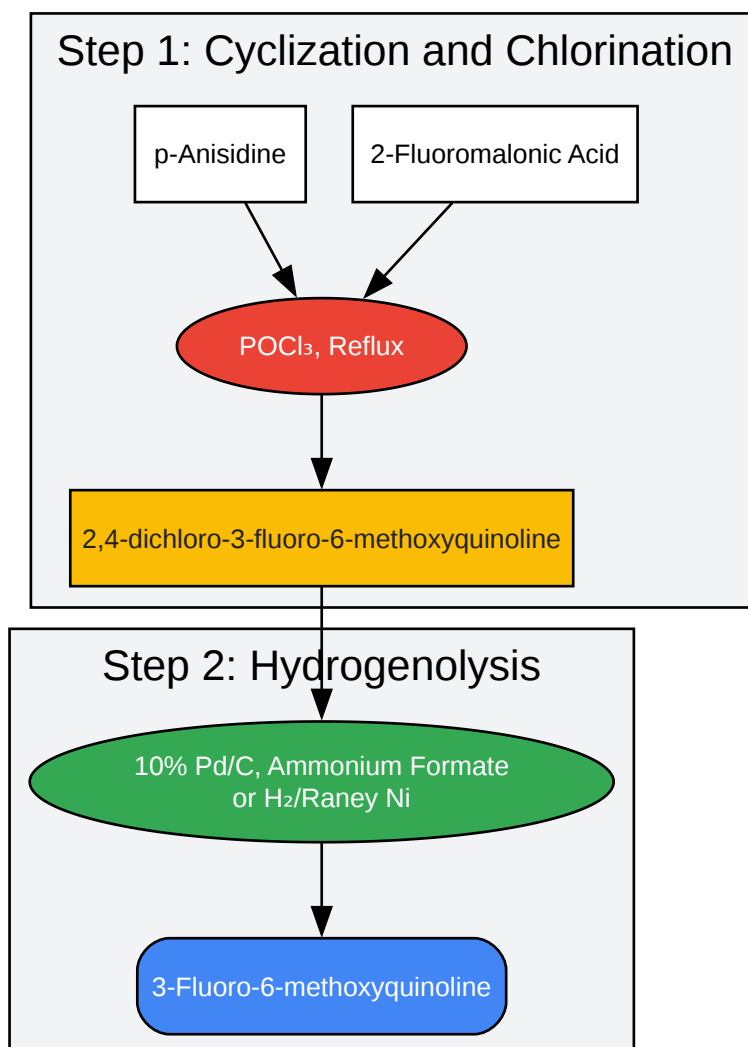 Step 1: Cyclization and Chlorination
p-Anisidine
2-Fluoromalonic Acid
POCl₃, Reflux
2,4-dichloro-3-fluoro-6-methoxyquinoline
Step 2: Hydrogenolysis
10% Pd/C, Ammonium Formate
or H₂/Raney Ni
3-Fluoro-6-methoxyquinoline